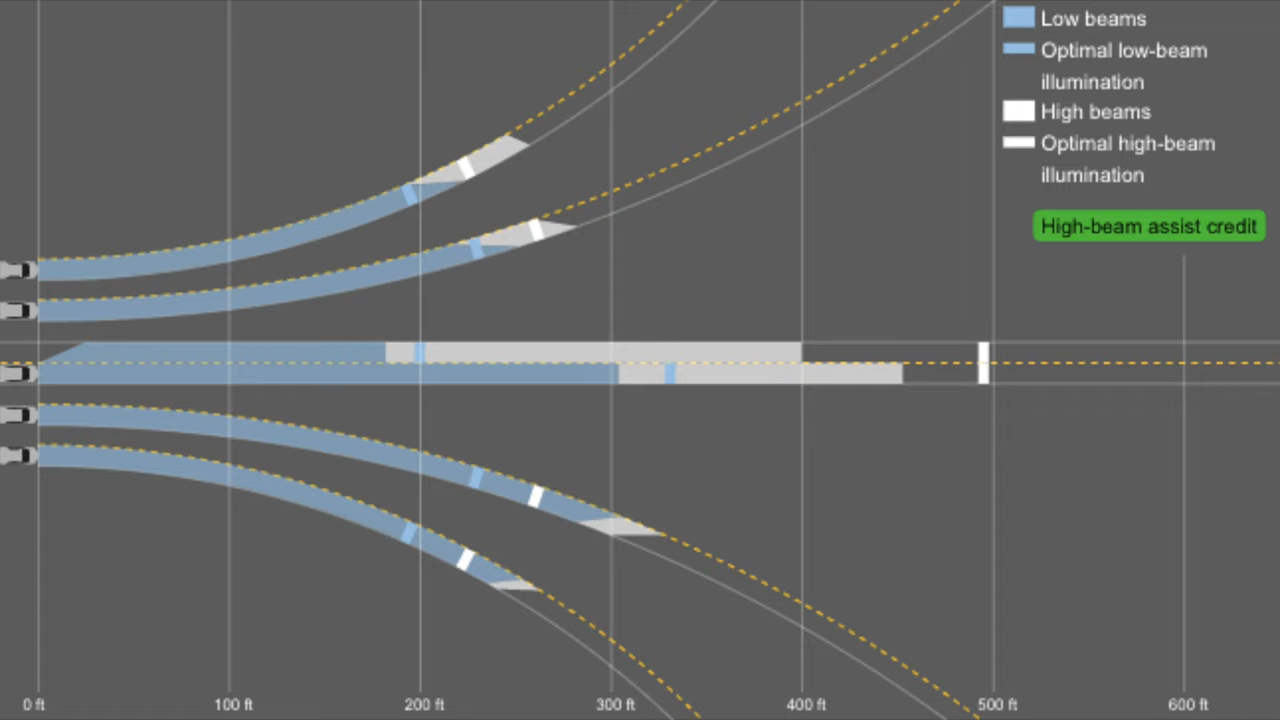 Low beams
Optimal low-beam
illumination
High beams
Optimal high-beam
illumination
High-beam assist credit
0 ft 100 ft 200 ft 300 ft 400 ft 500 ft 600 ft